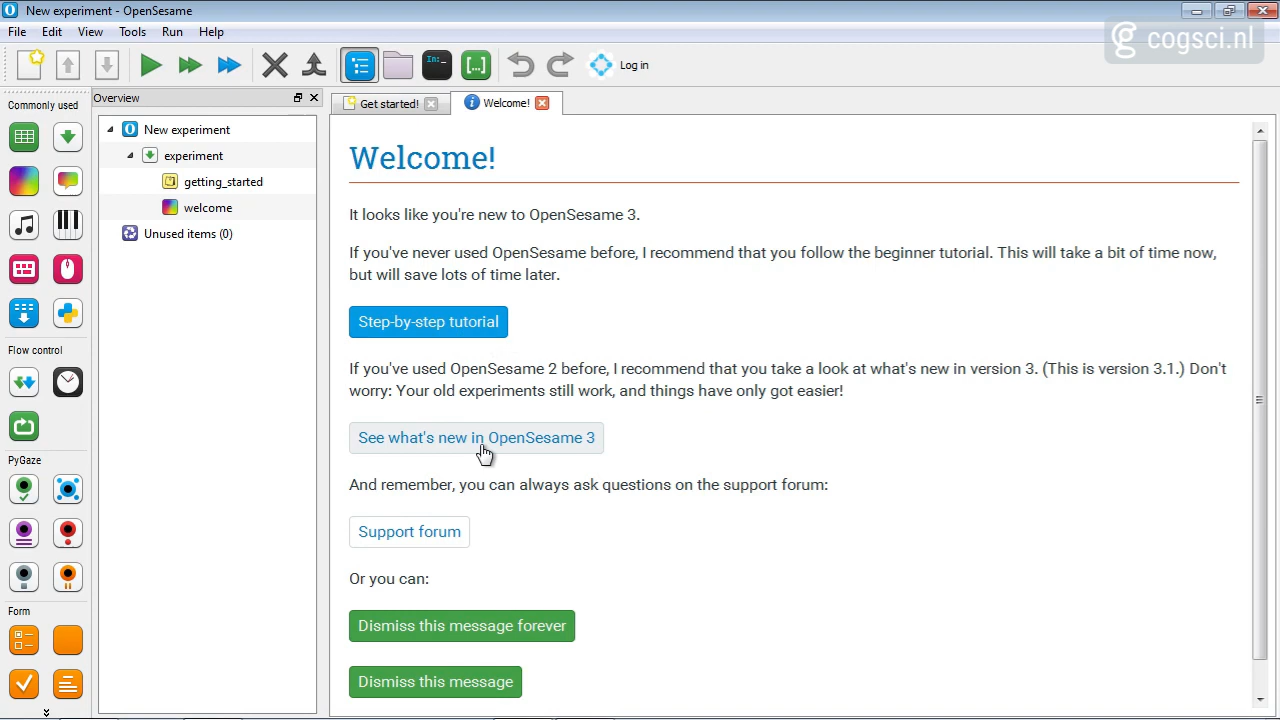 New experiment - OpenSesame
File Edit View Tools Run Help
cogsci.nl
In:_
[...]
Log in
Commonly used
Overview
Get started!
Welcome!
New experiment
experiment
getting_started
welcome
Unused items (0)
Flow control
PyGaze
Form
Welcome!
It looks like you're new to OpenSesame 3.
If you've never used OpenSesame before, I recommend that you follow the beginner tutorial. This will take a bit of time now,
but will save lots of time later.
Step-by-step tutorial
If you've used OpenSesame 2 before, I recommend that you take a look at what's new in version 3. (This is version 3.1.) Don't
worry: Your old experiments still work, and things have only got easier!
See what's new in OpenSesame 3
And remember, you can always ask questions on the support forum:
Support forum
Or you can:
Dismiss this message forever
Dismiss this message